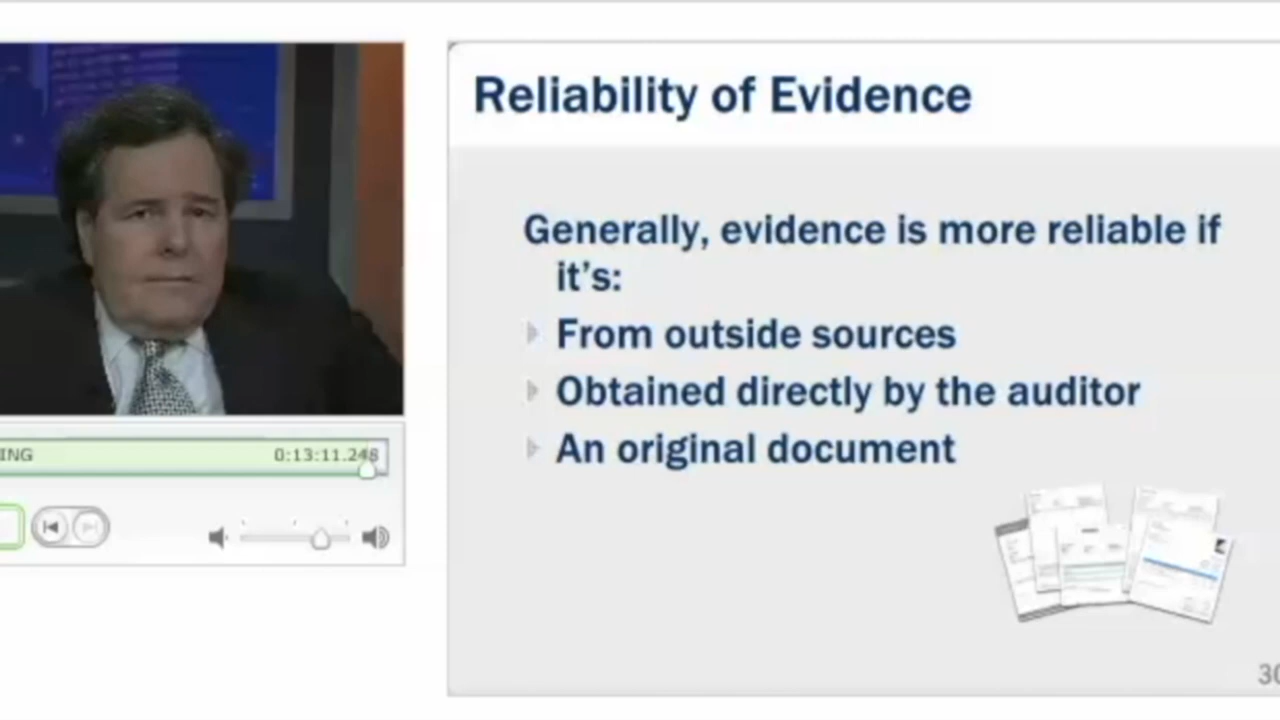 Reliability of Evidence
Generally, evidence is more reliable if
it's:
From outside sources
Obtained directly by the auditor
An original document
ING 0:13:11.248
30